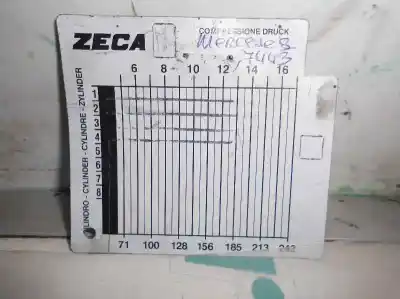 ZECA
COMPRESSIONE DRUCK
MERCEDES
7443
6 8 10 12 14 16
CILINDRO - CYLINDER - CYLINDRE - ZYLINDER
1
2
3
4
5
6
7
8
71 100 128 156 185 213 242